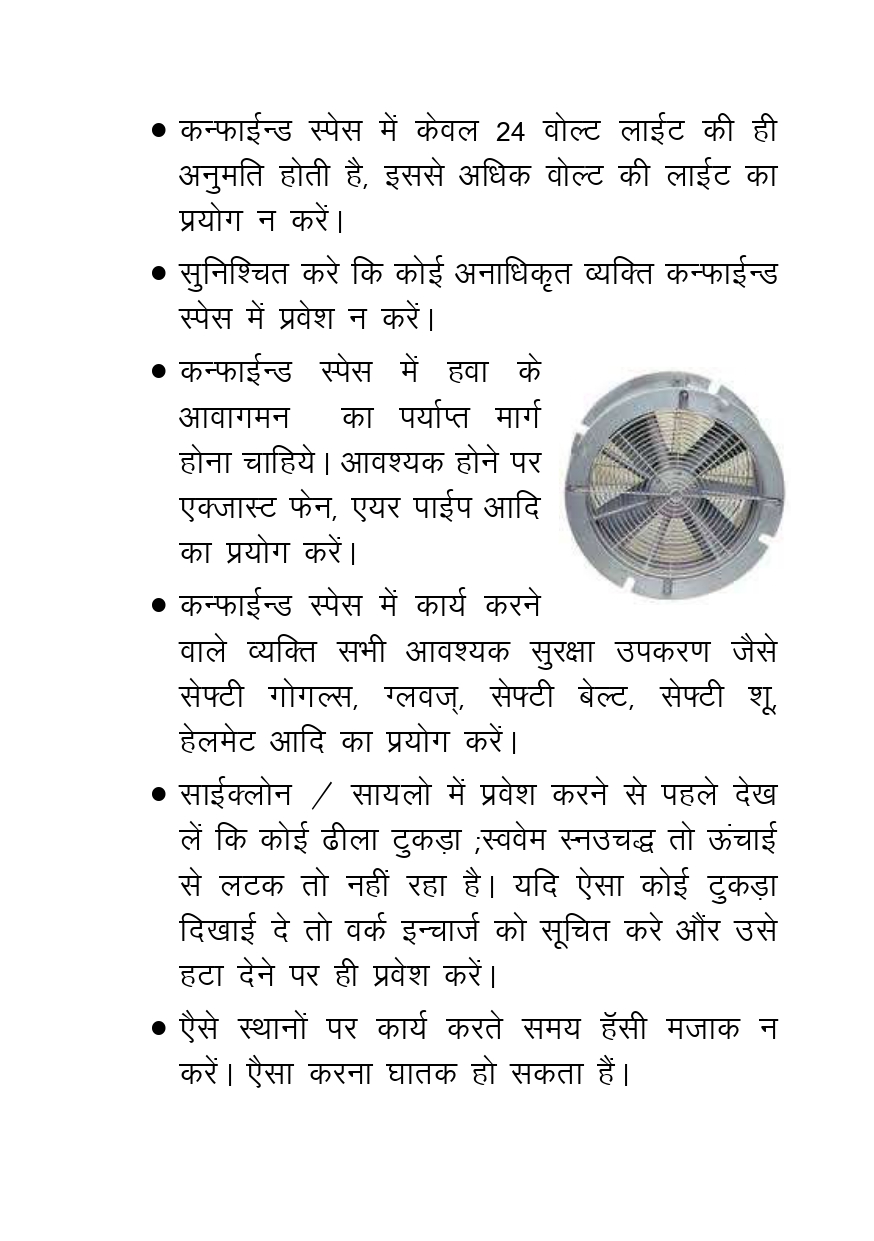 • कन्फाईन्ड स्पेस में केवल 24 वोल्ट लाईट की ही
अनुमति होती है, इससे अधिक वोल्ट की लाईट का
प्रयोग न करें।
• सुनिश्चित करे कि कोई अनाधिकृत व्यक्ति कन्फाईन्ड
स्पेस में प्रवेश न करें।
• कन्फाईन्ड स्पेस में हवा के
आवागमन का पर्याप्त मार्ग
होना चाहिये। आवश्यक होने पर
एक्जास्ट फेन, एयर पाईप आदि
का प्रयोग करें।
• कन्फाईन्ड स्पेस में कार्य करने
वाले व्यक्ति सभी आवश्यक सुरक्षा उपकरण जैसे
सेफ्टी गोगल्स, ग्लवज्, सेफ्टी बेल्ट, सेफ्टी शू,
हेलमेट आदि का प्रयोग करें।
• साईक्लोन / सायलो में प्रवेश करने से पहले देख
लें कि कोई ढीला टुकड़ा ;स्ववेम स्नउचद्ध तो ऊंचाई
से लटक तो नहीं रहा है। यदि ऐसा कोई टुकड़ा
दिखाई दे तो वर्क इन्चार्ज को सूचित करे औंर उसे
हटा देने पर ही प्रवेश करें।
• एैसे स्थानों पर कार्य करते समय हॅसी मजाक न
करें। एैसा करना घातक हो सकता हैं।